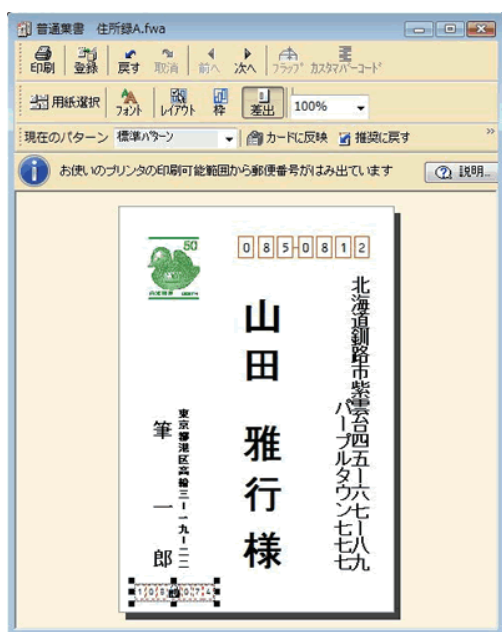 普通葉書 住所録A.fwa
印刷 登録 戻す 取消 前へ 次へ フラップ カスタマバーコード
用紙選択 フォント レイアウト 枠 差出 100%
現在のパターン 標準パターン カードに反映 推奨に戻す »
お使いのプリンタの印刷可能範囲から郵便番号がはみ出ています 説明...
50
085-0812
北海道釧路市紫雲台四五ー六七ー八九
パープルタウン七七七
山田 雅行 様
東京都港区高輪三ー一九ー二二
筆 一 郎